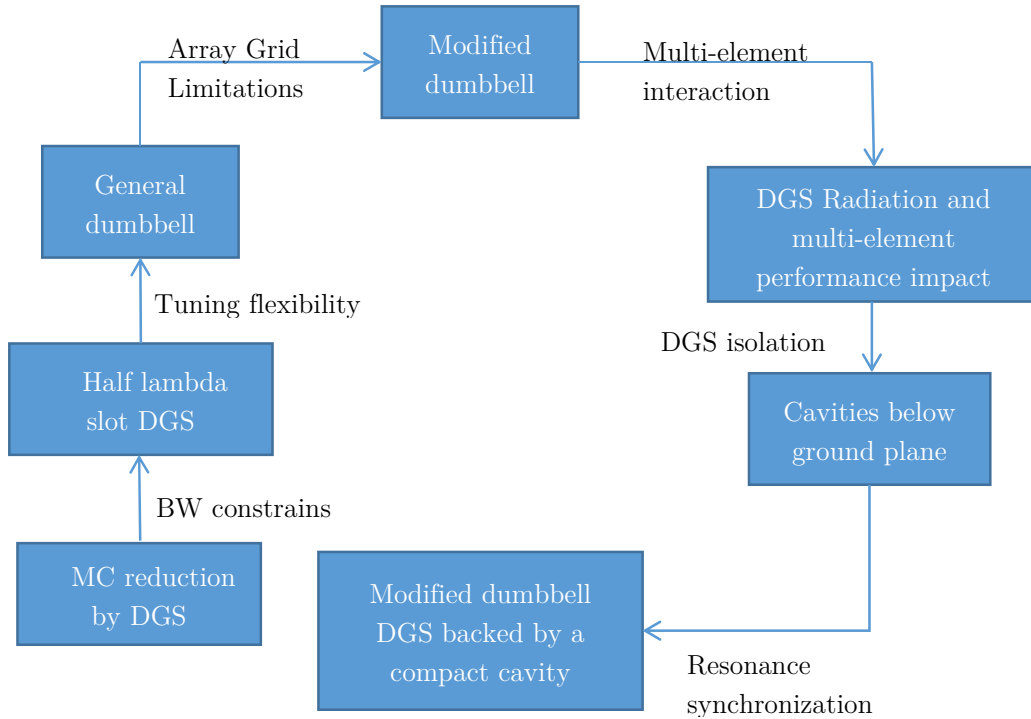 Array Grid
Limitations
Modified
dumbbell
Multi-element
interaction
General
dumbbell
DGS Radiation and
multi-element
performance impact
Tuning flexibility
DGS isolation
Half lambda
slot DGS
Cavities below
ground plane
BW constrains
MC reduction
by DGS
Modified dumbbell
DGS backed by a
compact cavity
Resonance
synchronization